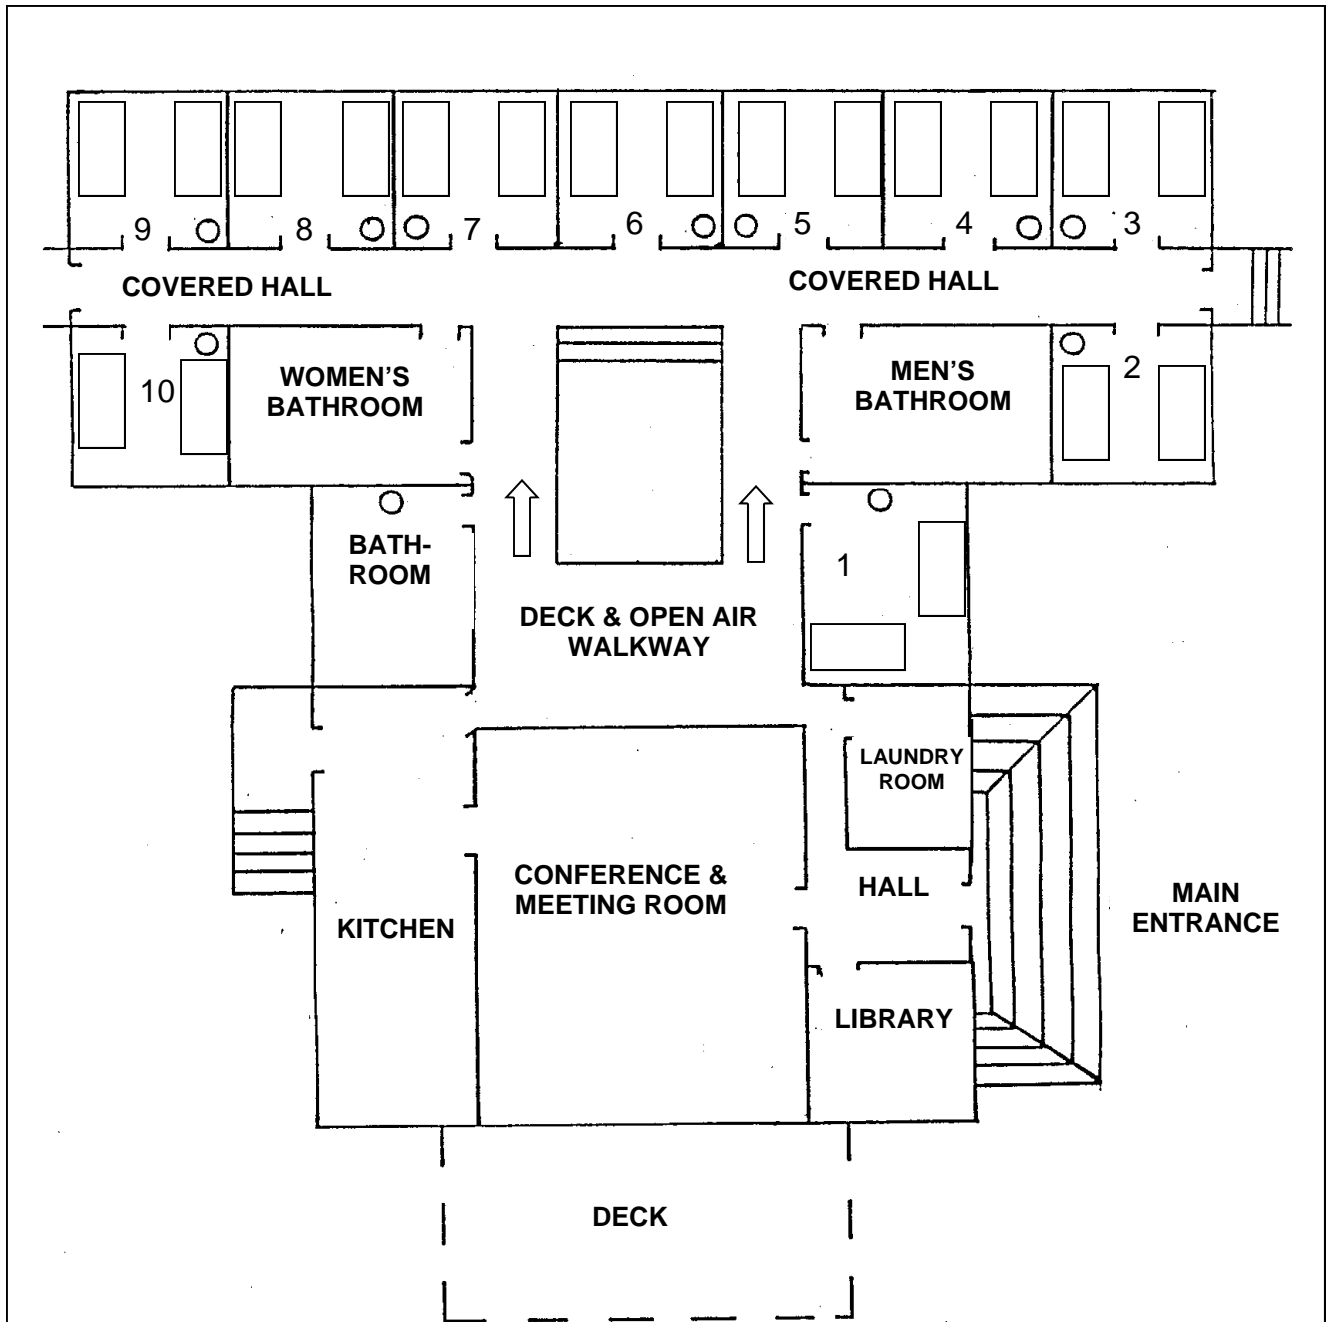 9
8
7
6
5
4
3
COVERED HALL
COVERED HALL
10
WOMEN'S
BATHROOM
MEN'S
BATHROOM
2
BATH-
ROOM
1
DECK & OPEN AIR
WALKWAY
LAUNDRY
ROOM
CONFERENCE &
MEETING ROOM
HALL
MAIN
ENTRANCE
KITCHEN
LIBRARY
DECK